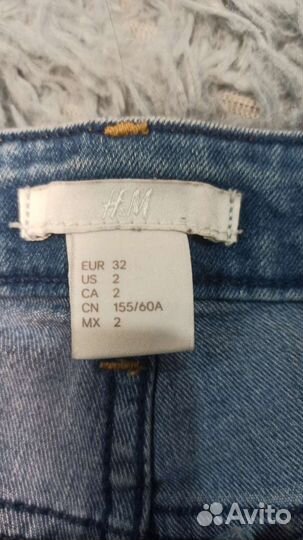 H&M
EUR 32
US 2
CA 2
CN 155/60A
MX 2
Avito